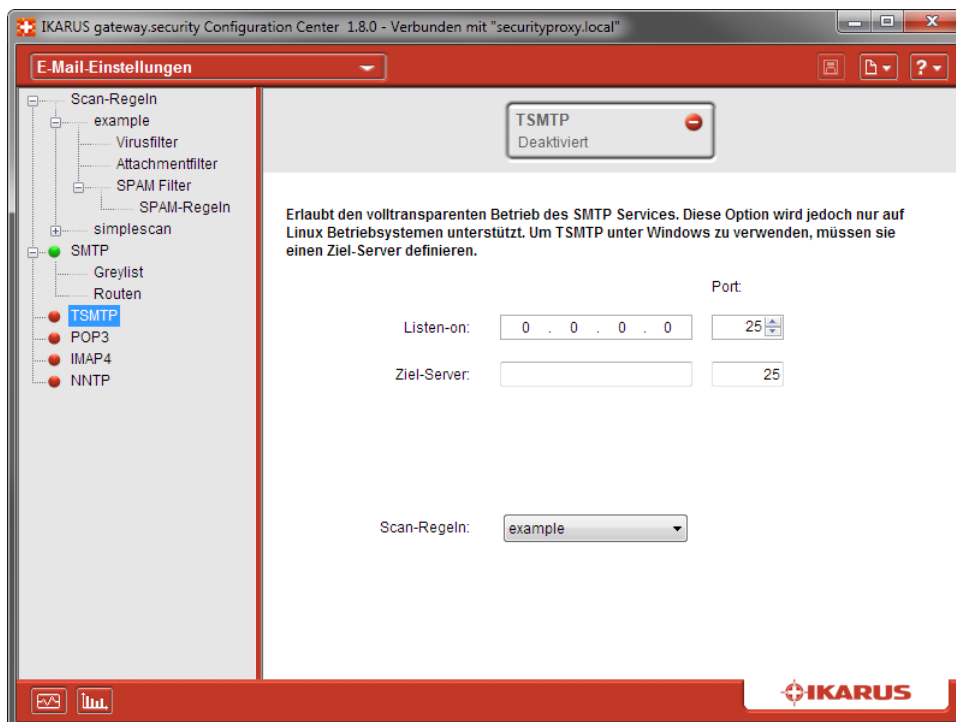 IKARUS gateway.security Configuration Center 1.8.0 - Verbunden mit "securityproxy.local"
E-Mail-Einstellungen
?
Scan-Regeln
example
Virusfilter
Attachmentfilter
SPAM Filter
SPAM-Regeln
simplescan
SMTP
Greylist
Routen
TSMTP
POP3
IMAP4
NNTP
TSMTP
Deaktiviert
Erlaubt den volltransparenten Betrieb des SMTP Services. Diese Option wird jedoch nur auf
Linux Betriebsystemen unterstützt. Um TSMTP unter Windows zu verwenden, müssen sie
einen Ziel-Server definieren.
Port:
Listen-on: 0 . 0 . 0 . 0 25
Ziel-Server: 25
Scan-Regeln: example
IKARUS